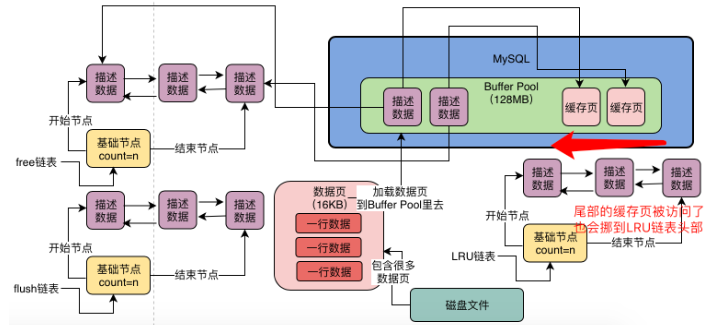 MySQL
Buffer Pool
（128MB）
描述
数据
描述
数据
缓存页
缓存页
描述
数据
描述
数据
描述
数据
开始节点
基础节点
count=n
结束节点
free链表
描述
数据
描述
数据
描述
数据
开始节点
基础节点
count=n
结束节点
flush链表
数据页
（16KB）
一行数据
一行数据
一行数据
加载数据页
到Buffer Pool里去
包含很多
数据页
磁盘文件
描述
数据
描述
数据
描述
数据
尾部的缓存页被访问了
也会挪到LRU链表头部
开始节点
基础节点
count=n
结束节点
LRU链表